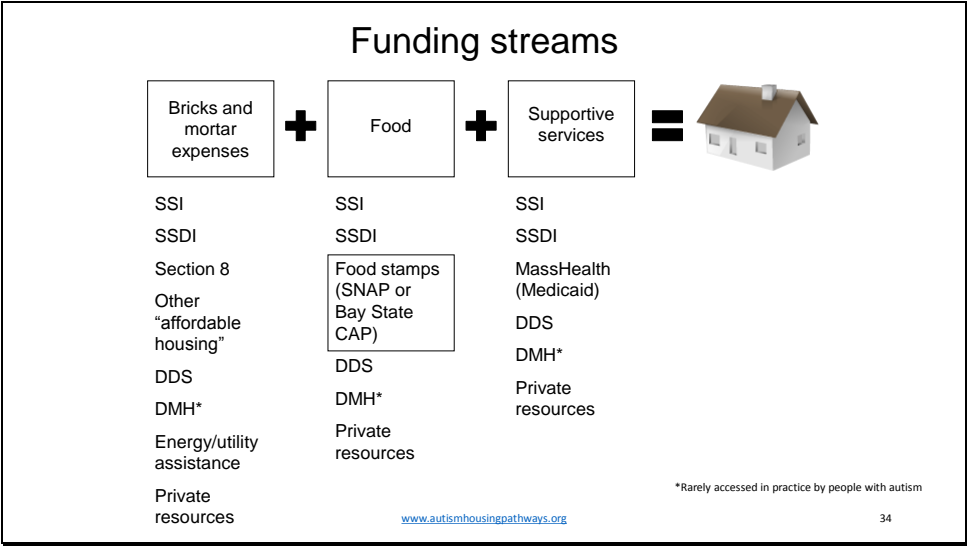 Funding streams
Bricks and
mortar
expenses
Food
Supportive
services
SSI
SSDI
Section 8
Other
“affordable
housing”
DDS
DMH*
Energy/utility
assistance
Private
resources
SSI
SSDI
Food stamps
(SNAP or
Bay State
CAP)
DDS
DMH*
Private
resources
SSI
SSDI
MassHealth
(Medicaid)
DDS
DMH*
Private
resources
*Rarely accessed in practice by people with autism
www.autismhousingpathways.org
34